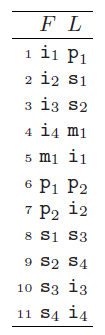 F L
1 i₁ p₁
2 i₂ s₁
3 i₃ s₂
4 i₄ m₁
5 m₁ i₁
6 p₁ p₂
7 p₂ i₂
8 s₁ s₃
9 s₂ s₄
10 s₃ i₃
11 s₄ i₄